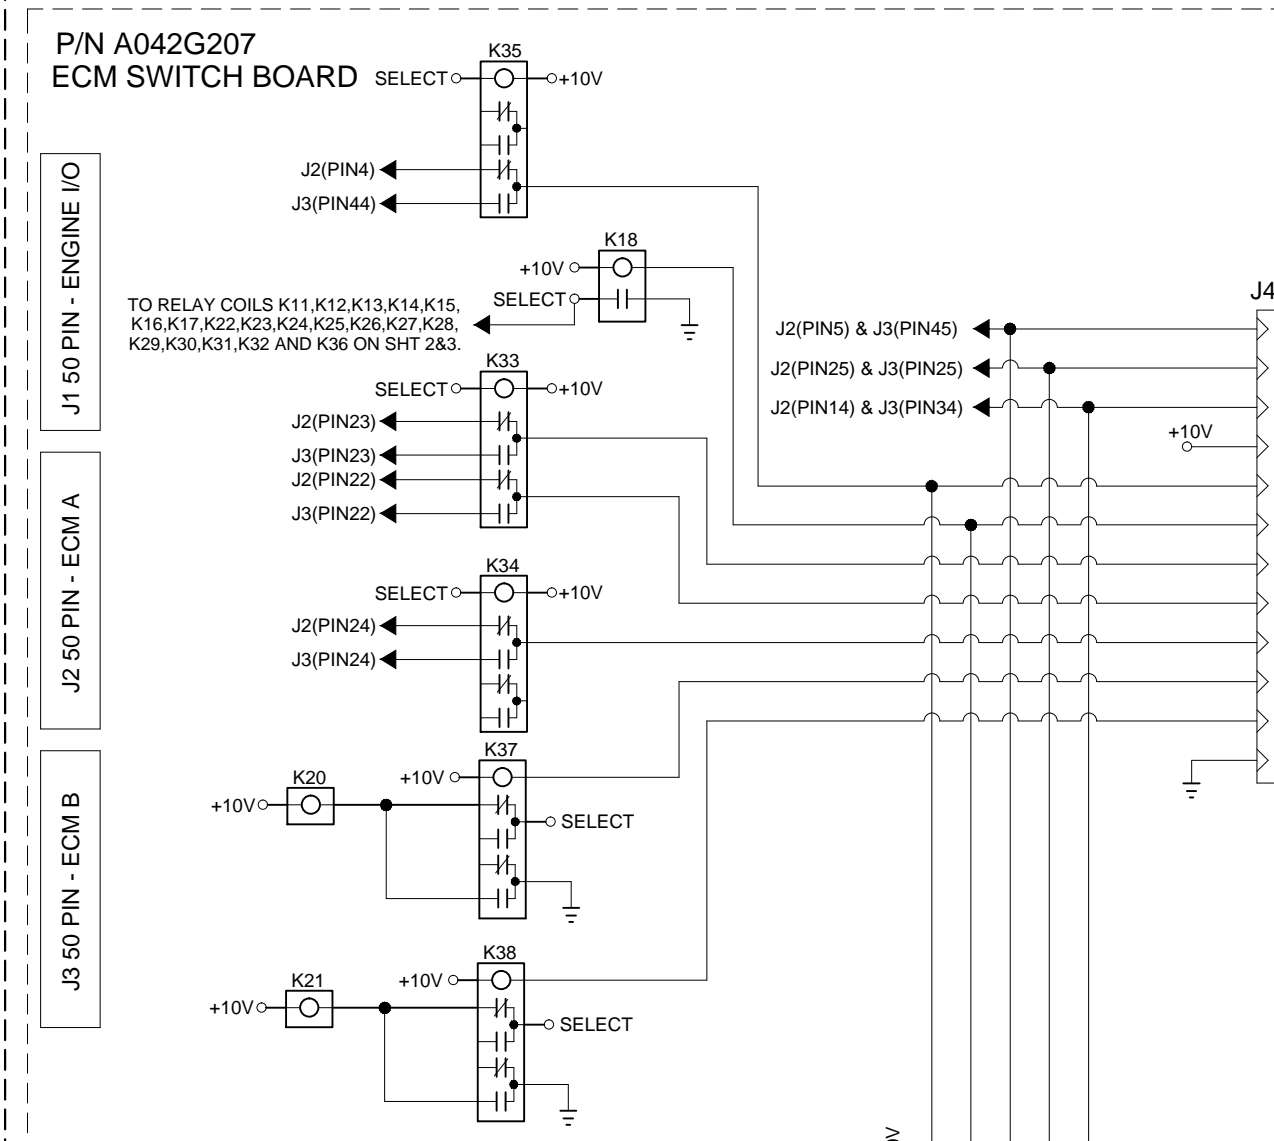 P/N A042G207
ECM SWITCH BOARD
K35
SELECT
+10V
J2(PIN4)
J3(PIN44)
J1 50 PIN - ENGINE I/O
K18
+10V
SELECT
TO RELAY COILS K11,K12,K13,K14,K15,
K16,K17,K22,K23,K24,K25,K26,K27,K28,
K29,K30,K31,K32 AND K36 ON SHT 2&3.
J4
J2(PIN5) & J3(PIN45)
J2(PIN25) & J3(PIN25)
J2(PIN14) & J3(PIN34)
+10V
K33
SELECT
+10V
J2(PIN23)
J3(PIN23)
J2(PIN22)
J3(PIN22)
J2 50 PIN - ECM A
K34
SELECT
+10V
J2(PIN24)
J3(PIN24)
K37
+10V
K20
+10V
SELECT
J3 50 PIN - ECM B
K38
+10V
K21
+10V
SELECT